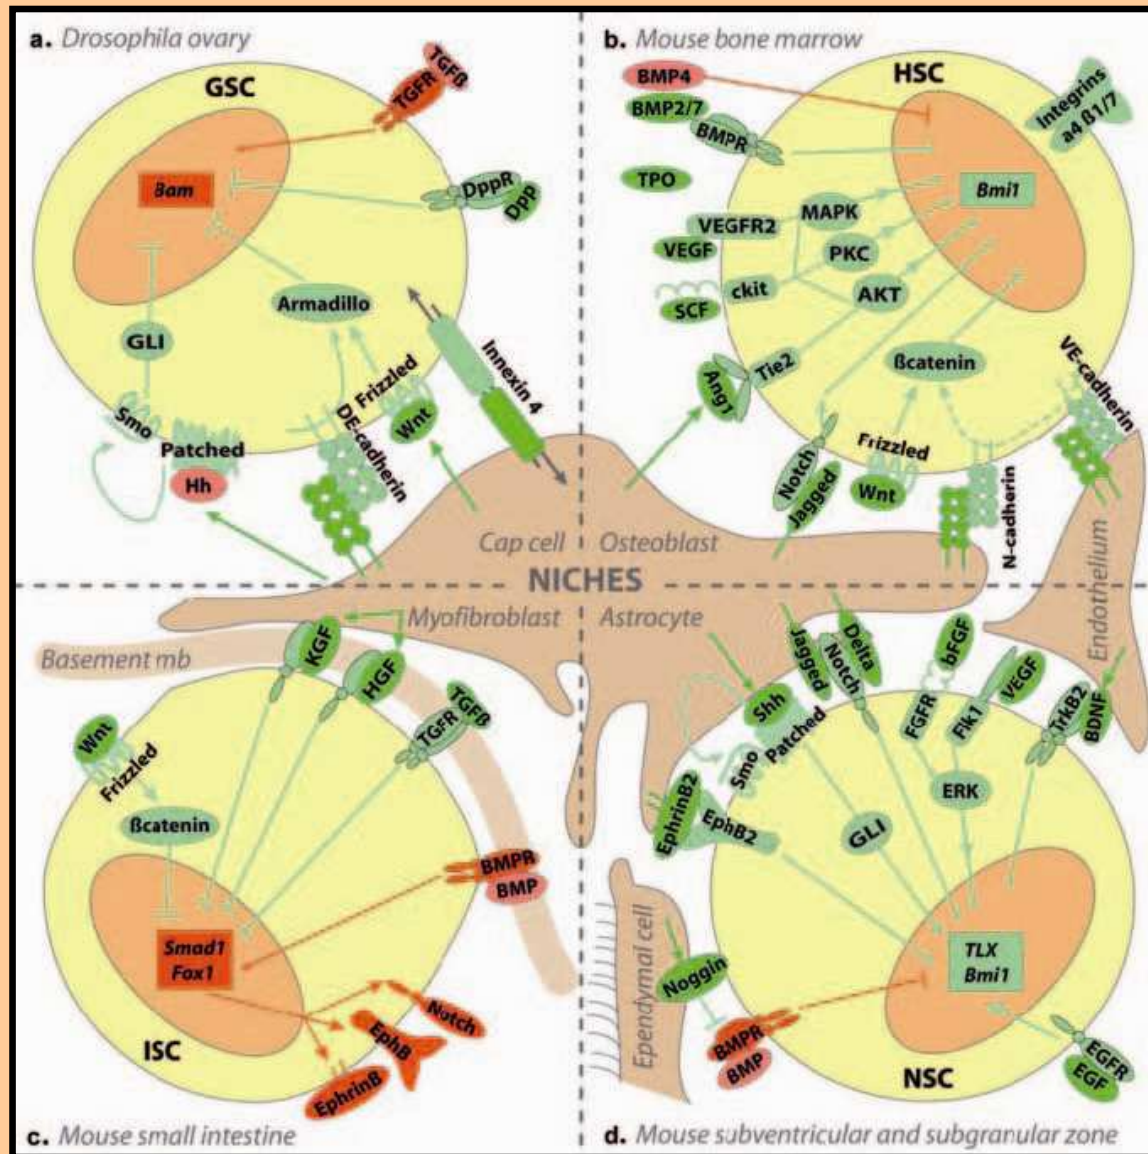 a. Drosophila ovary
GSC
TGFß
TGFR
Bam
DppR
Dpp
Armadillo
GLI
Smo
Patched
Hh
DE-cadherin
Frizzled
Wnt
Innexin 4
Cap cell
b. Mouse bone marrow
HSC
BMP4
BMP2/7
BMPR
Integrins
a4 ß1/7
TPO
Bmi1
MAPK
VEGFR2
VEGF
PKC
ckit
SCF
AKT
Tie2
Ang1
ßcatenin
VE-cadherin
Frizzled
Notch
Jagged
Wnt
N-cadherin
Osteoblast
Endothelium
NICHES
Myofibroblast
Basement mb
KGF
HGF
TGFß
TGFR
Wnt
Frizzled
ßcatenin
BMPR
BMP
Smad1
Fox1
Notch
EphB
EphrinB
ISC
c. Mouse small intestine
Astrocyte
Jagged
Delta
Notch
bFGF
FGFR
VEGF
Flk1
TrkB2
BDNF
Shh
Patched
Smo
EphrinB2
EphB2
GLI
ERK
TLX
Bmi1
Ependymal cell
Noggin
BMPR
BMP
EGFR
EGF
NSC
d. Mouse subventricular and subgranular zone